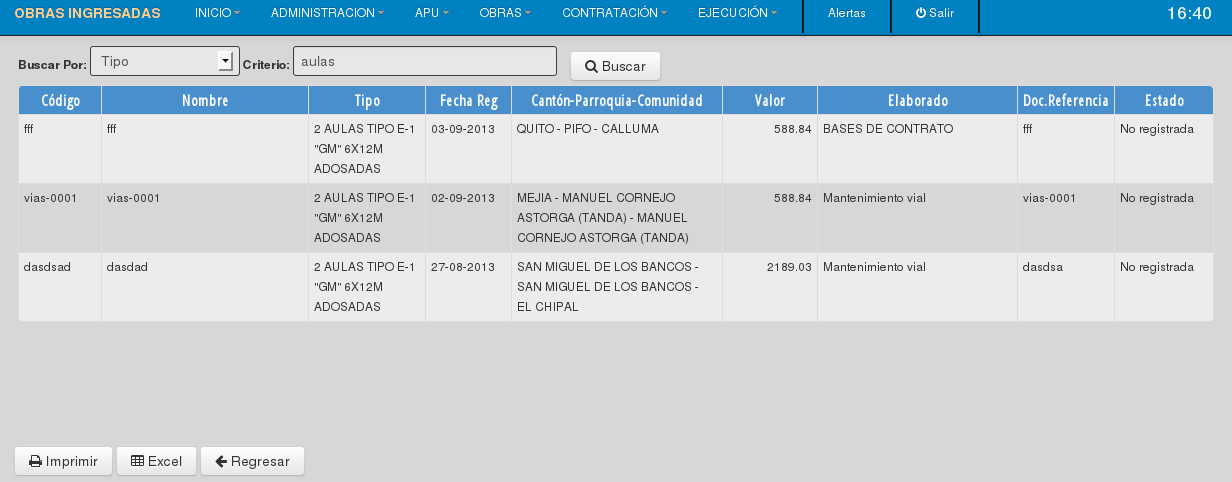 OBRAS INGRESADAS INICIO ADMINISTRACION APU OBRAS CONTRATACIÓN EJECUCIÓN Alertas Salir 16:40
Buscar Por: Tipo Criterio: aulas Buscar
Código Nombre Tipo Fecha Reg Cantón-Parroquia-Comunidad Valor Elaborado Doc.Referencia Estado
fff fff 2 AULAS TIPO E-1 03-09-2013 QUITO - PIFO - CALLUMA 588.84 BASES DE CONTRATO fff No registrada
"GM" 6X12M
ADOSADAS
vias-0001 vias-0001 2 AULAS TIPO E-1 02-09-2013 MEJIA - MANUEL CORNEJO 588.84 Mantenimiento vial vias-0001 No registrada
"GM" 6X12M ASTORGA (TANDA) - MANUEL
ADOSADAS CORNEJO ASTORGA (TANDA)
dasdsad dasdad 2 AULAS TIPO E-1 27-08-2013 SAN MIGUEL DE LOS BANCOS - 2189.03 Mantenimiento vial dasdsa No registrada
"GM" 6X12M SAN MIGUEL DE LOS BANCOS -
ADOSADAS EL CHIPAL
Imprimir Excel Regresar